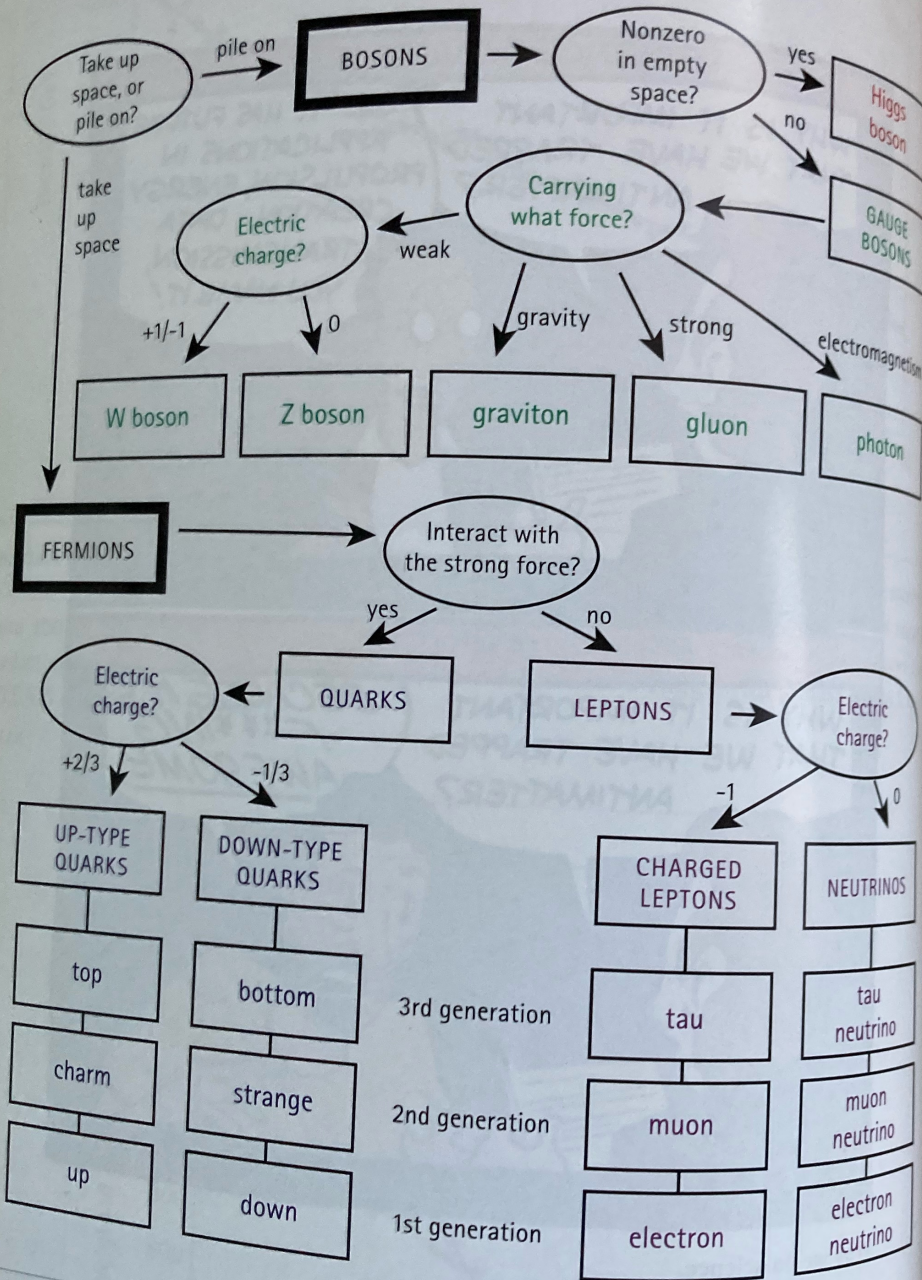 Take up
space, or
pile on?
pile on
BOSONS
Nonzero
in empty
space?
yes
Higgs
boson
no
GAUGE
BOSONS
take
up
space
Carrying
what force?
weak
Electric
charge?
+1/-1
0
gravity
strong
electromagnetism
W boson
Z boson
graviton
gluon
photon
FERMIONS
Interact with
the strong force?
yes
no
QUARKS
LEPTONS
Electric
charge?
Electric
charge?
+2/3
-1/3
-1
0
UP-TYPE
QUARKS
DOWN-TYPE
QUARKS
CHARGED
LEPTONS
NEUTRINOS
top
bottom
3rd generation
tau
tau
neutrino
charm
strange
2nd generation
muon
muon
neutrino
up
down
1st generation
electron
electron
neutrino